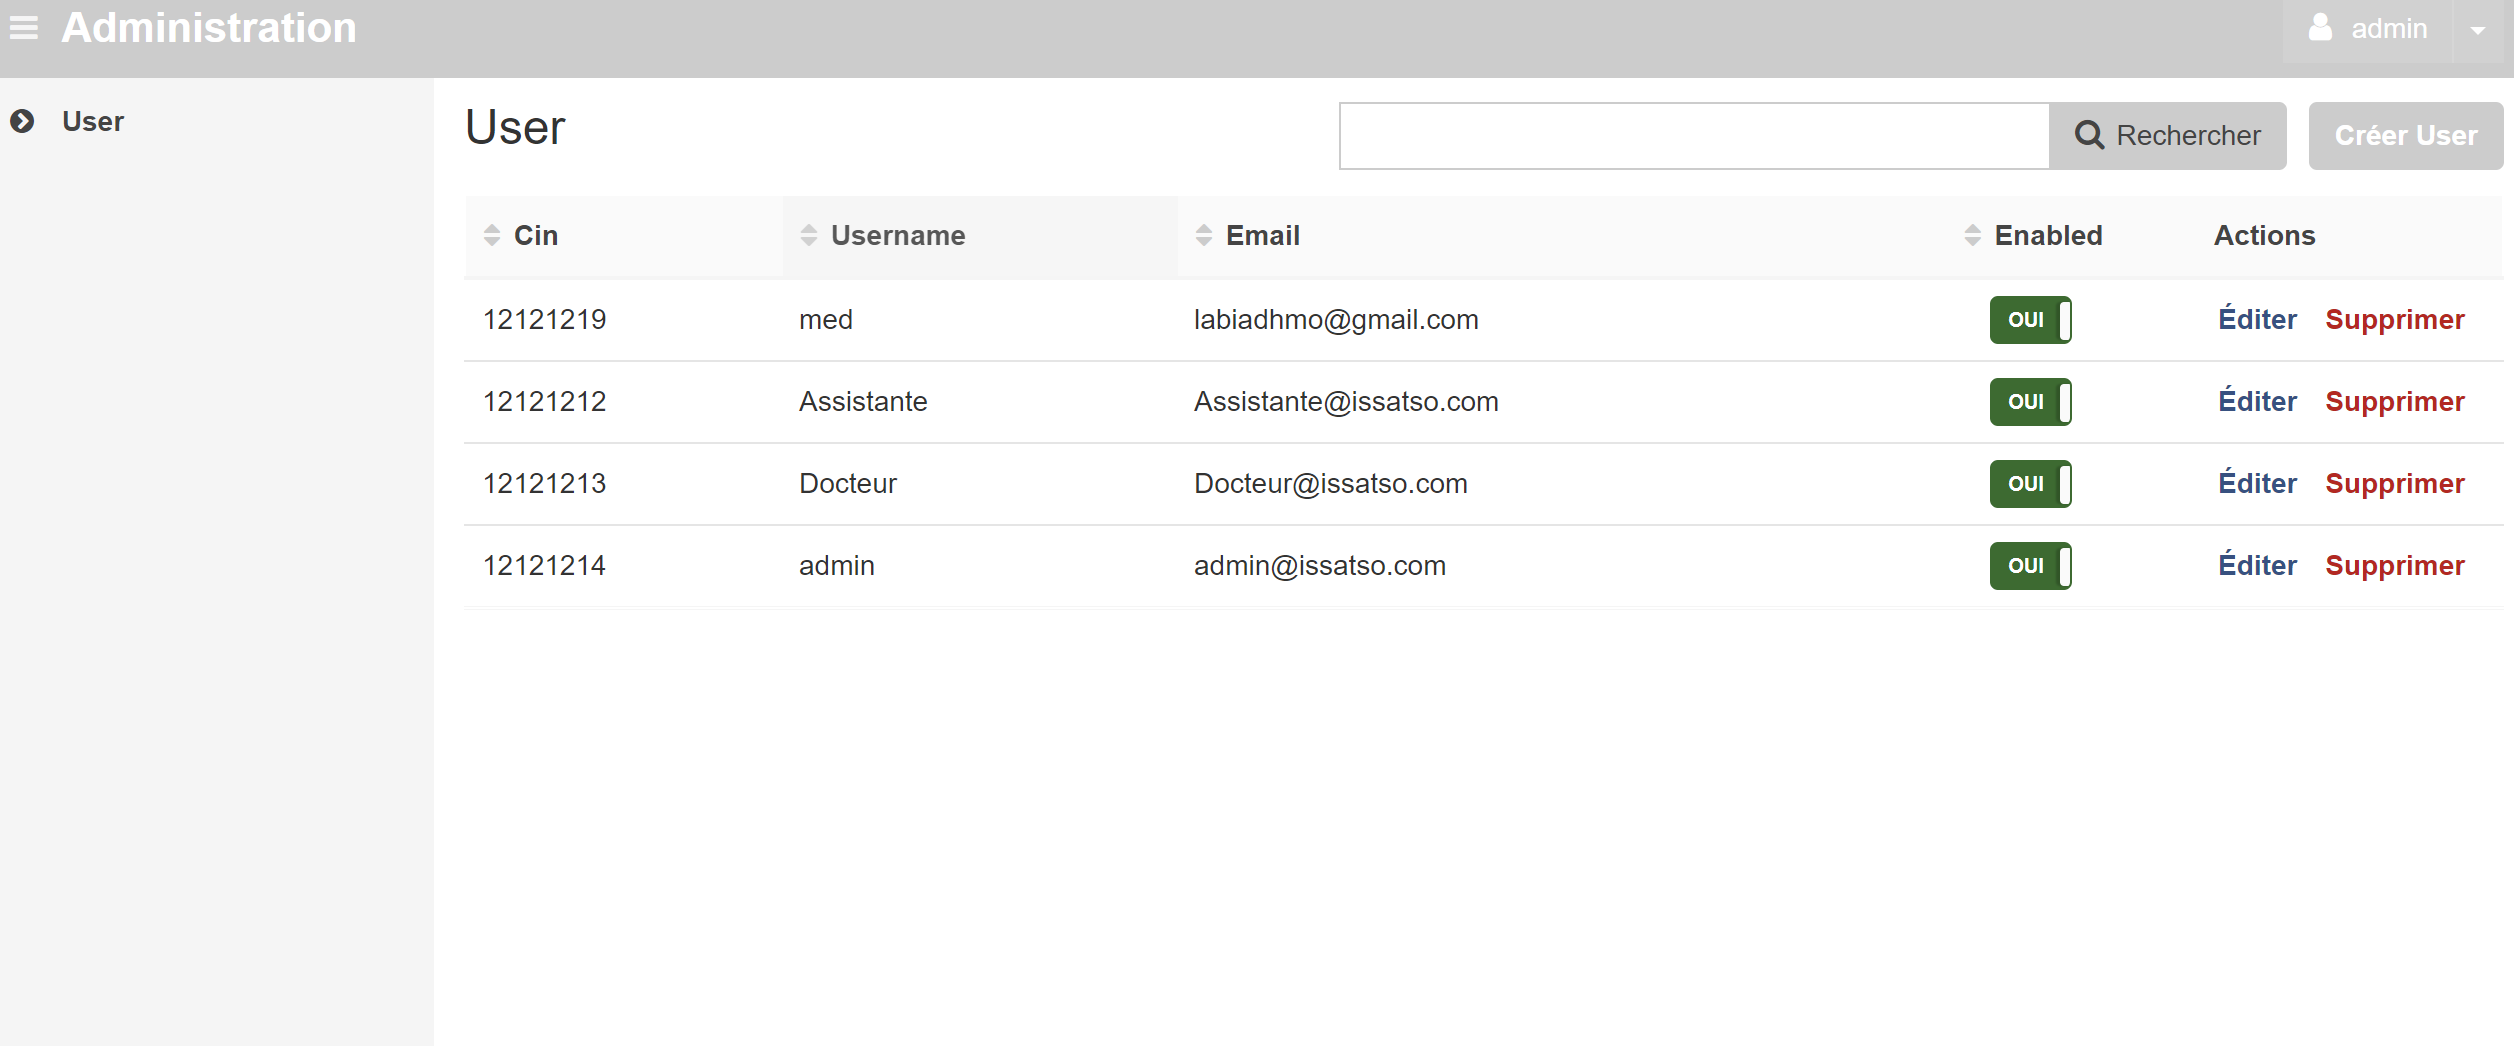 Administration
admin
User
User
Rechercher
Créer User
Cin Username Email Enabled Actions
12121219 med labiadhmo@gmail.com OUI Éditer Supprimer
12121212 Assistante Assistante@issatso.com OUI Éditer Supprimer
12121213 Docteur Docteur@issatso.com OUI Éditer Supprimer
12121214 admin admin@issatso.com OUI Éditer Supprimer